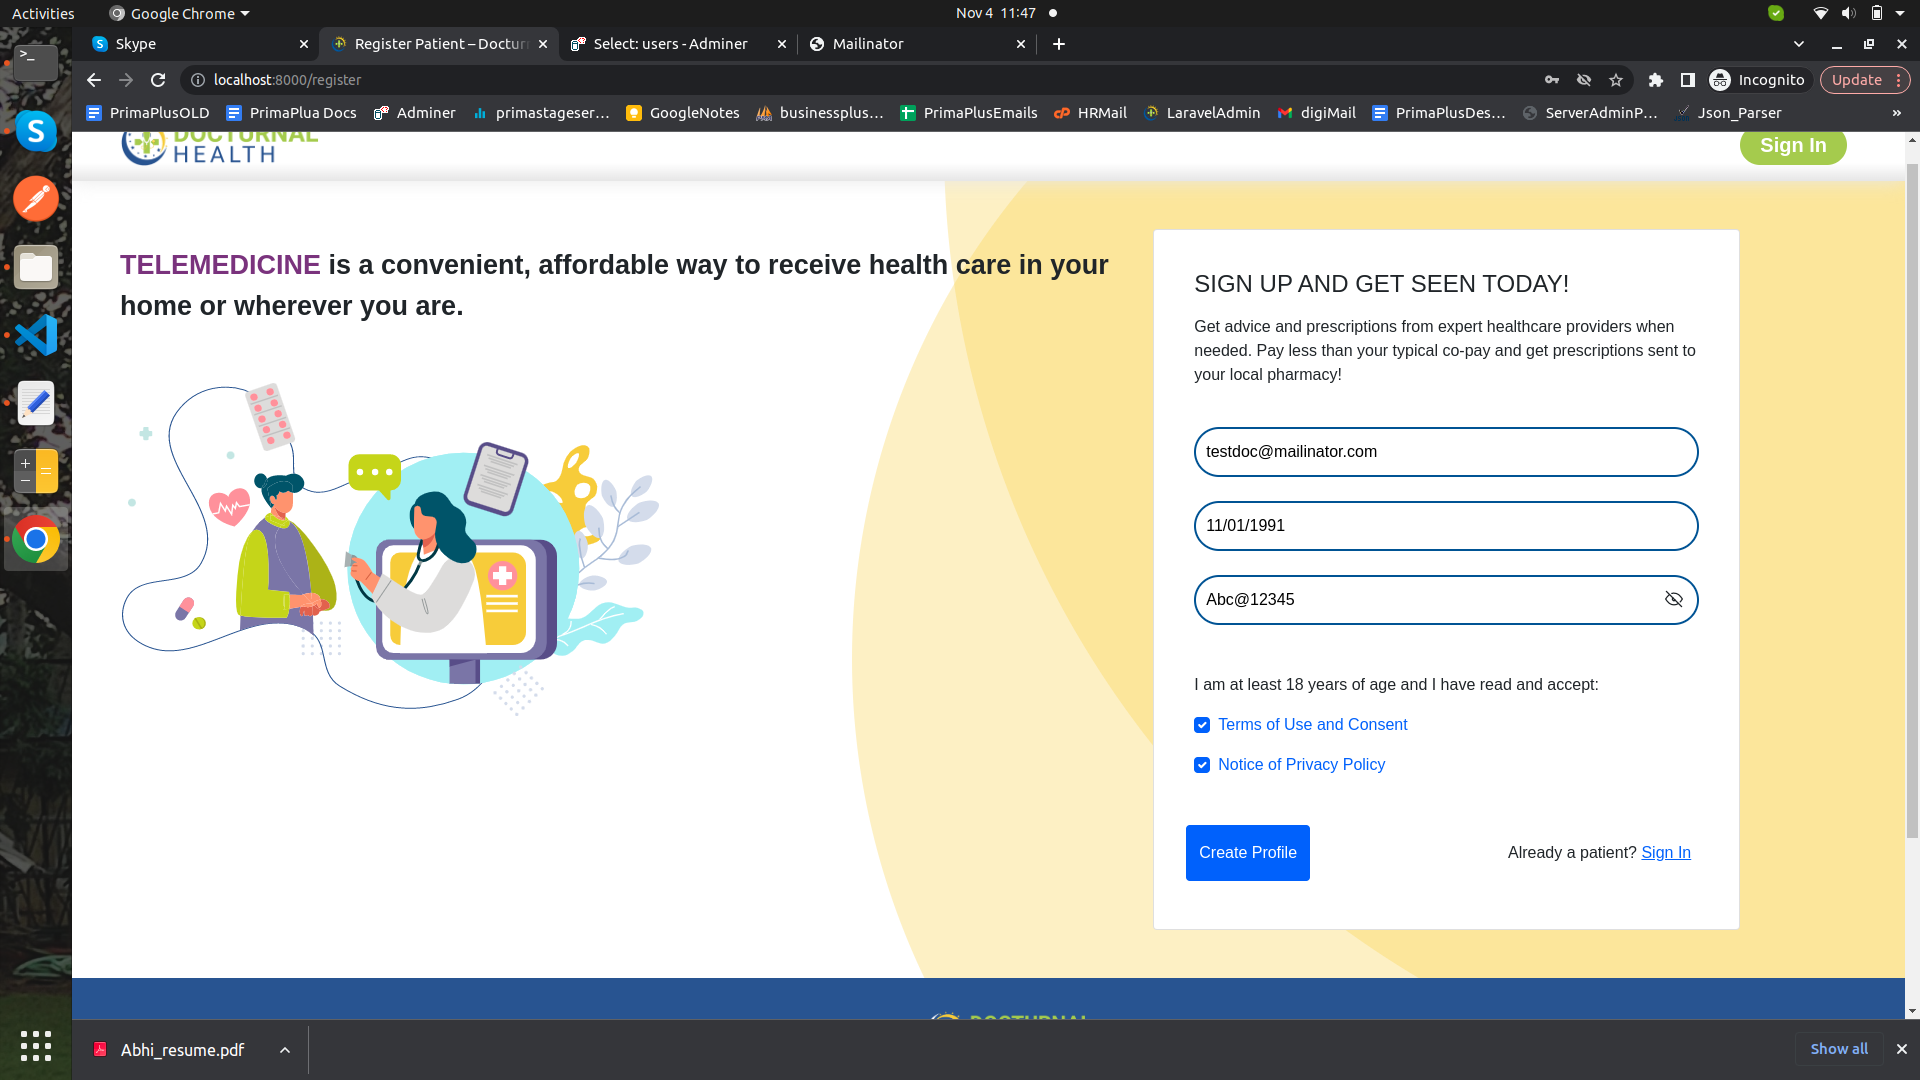 Activities
Google Chrome
Nov 4 11:47
Skype
Register Patient – Doctur
Select: users - Adminer
Mailinator
localhost:8000/register
Incognito
Update
PrimaPlusOLD
PrimaPlua Docs
Adminer
primastageser…
GoogleNotes
businessplus…
PrimaPlusEmails
HRMail
LaravelAdmin
digiMail
PrimaPlusDes…
ServerAdminP…
Json_Parser
»
DOCTURNAL
HEALTH
Sign In
TELEMEDICINE is a convenient, affordable way to receive health care in your
home or wherever you are.
SIGN UP AND GET SEEN TODAY!
Get advice and prescriptions from expert healthcare providers when
needed. Pay less than your typical co-pay and get prescriptions sent to
your local pharmacy!
testdoc@mailinator.com
11/01/1991
Abc@12345
I am at least 18 years of age and I have read and accept:
Terms of Use and Consent
Notice of Privacy Policy
Create Profile
Already a patient? Sign In
DOCTURNAL
Abhi_resume.pdf
Show all